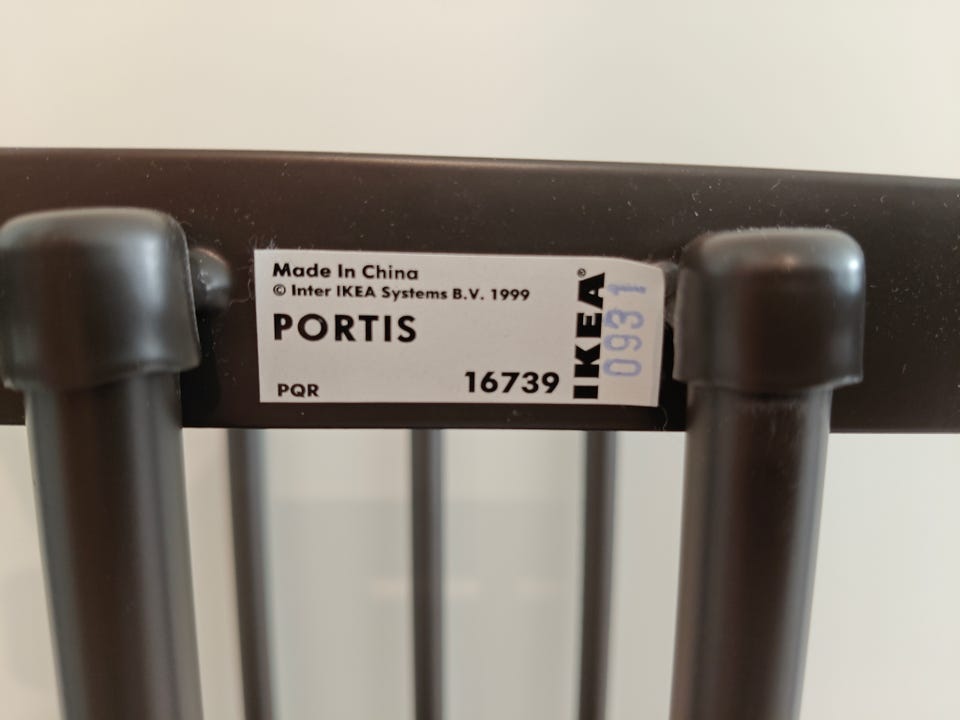 Made In China
© Inter IKEA Systems B.V. 1999
PORTIS
PQR
16739
IKEA®
0931